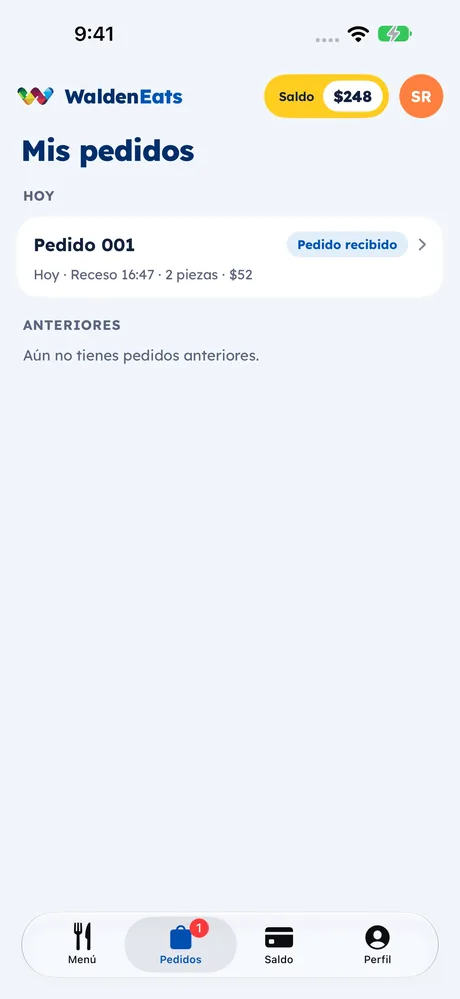 9:41
WaldenEats
Saldo $248
SR
Mis pedidos
HOY
Pedido 001
Pedido recibido
Hoy · Receso 16:47 · 2 piezas · $52
ANTERIORES
Aún no tienes pedidos anteriores.
1
Menú Pedidos Saldo Perfil